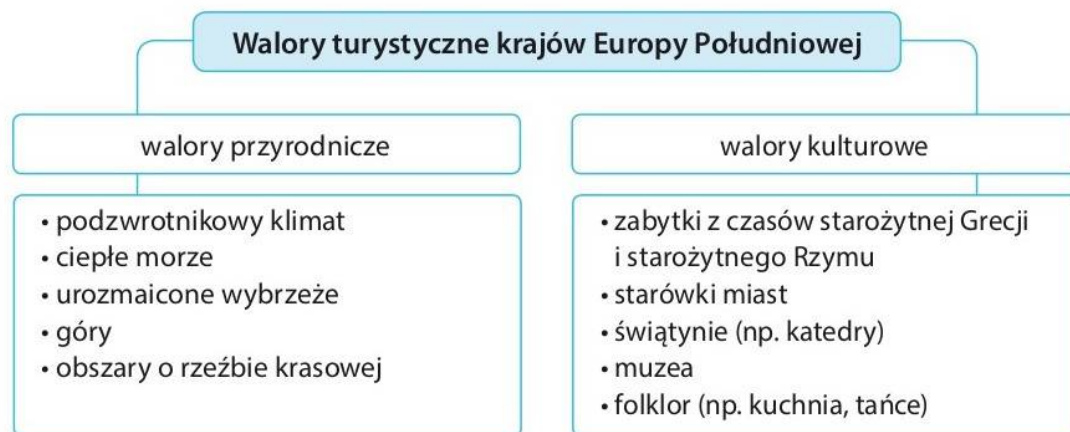 Walory turystyczne krajów Europy Południowej
walory przyrodnicze
• podzwrotnikowy klimat
• ciepłe morze
• urozmaicone wybrzeże
• góry
• obszary o rzeźbie krasowej
walory kulturowe
• zabytki z czasów starożytnej Grecji
i starożytnego Rzymu
• starówki miast
• świątynie (np. katedry)
• muzea
• folklor (np. kuchnia, tańce)